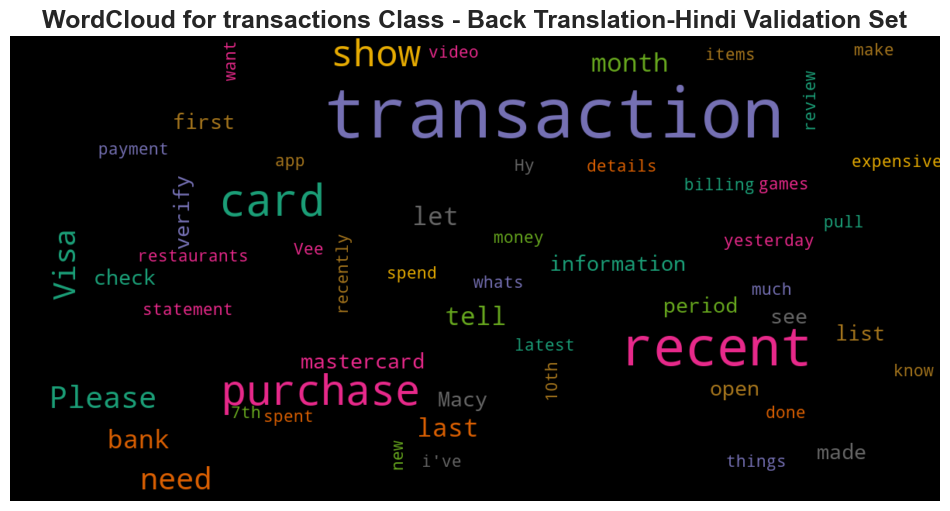 WordCloud for transactions Class - Back Translation-Hindi Validation Set
want
show
video
month
items
make
transaction
review
first
payment
app
Hy
details
expensive
verify
card
billing
games
let
pull
Visa
restaurants
Vee
recently
money
yesterday
check
spend
whats
information
much
statement
tell
period
see
list
latest
recent
mastercard
10th
know
Please
purchase
7th
spent
Macy
open
done
bank
last
new
i've
things
made
need